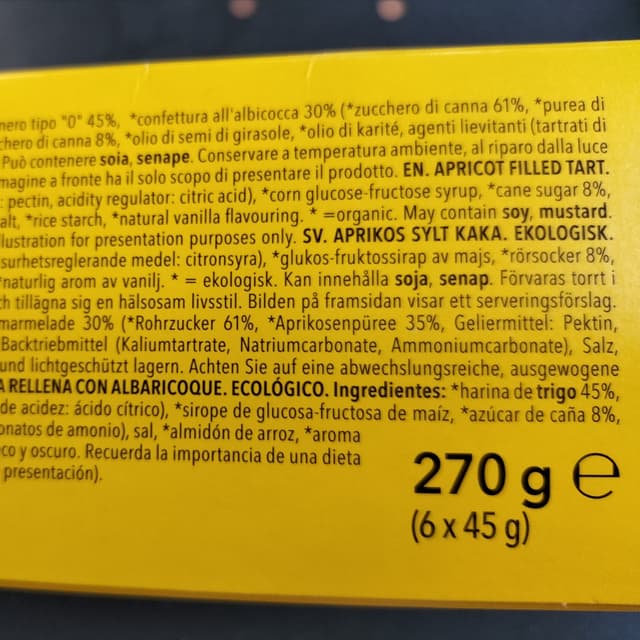 nero tipo "0" 45%, *confettura all'albicocca 30% (*zucchero di canna 61%, *purea di
chero di canna 8%, *olio di semi di girasole, *olio di karité, agenti lievitanti (tartrati di
Può contenere soia, senape. Conservare a temperatura ambiente, al riparo dalla luce
magine a fronte ha il solo scopo di presentare il prodotto. EN. APRICOT FILLED TART.
: pectin, acidity regulator: citric acid), *corn glucose-fructose syrup, *cane sugar 8%,
alt, *rice starch, *natural vanilla flavouring. * =organic. May contain soy, mustard.
llustration for presentation purposes only. SV. APRIKOS SYLT KAKA. EKOLOGISK.
surhetsreglerande medel: citronsyra), *glukos-fruktossirap av majs, *rörsocker 8%,
*naturlig arom av vanilj. * = ekologisk. Kan innehålla soja, senap. Förvaras torrt i
ch tillägna sig en hälsosam livsstil. Bilden på framsidan visar ett serveringsförslag.
marmelade 30% (*Rohrzucker 61%, *Aprikosenpüree 35%, Geliermittel: Pektin,
Backtriebmittel (Kaliumtartrate, Natriumcarbonate, Ammoniumcarbonate), Salz,
und lichtgeschützt lagern. Achten Sie auf eine abwechslungsreiche, ausgewogene
A RELLENA CON ALBARICOQUE. ECOLÓGICO. Ingredientes: *harina de trigo 45%,
de acidez: ácido cítrico), *sirope de glucosa-fructosa de maíz, *azúcar de caña 8%,
onatos de amonio), sal, *almidón de arroz, *aroma
co y oscuro. Recuerda la importancia de una dieta
presentación).
270 g ℮
(6 x 45 g)